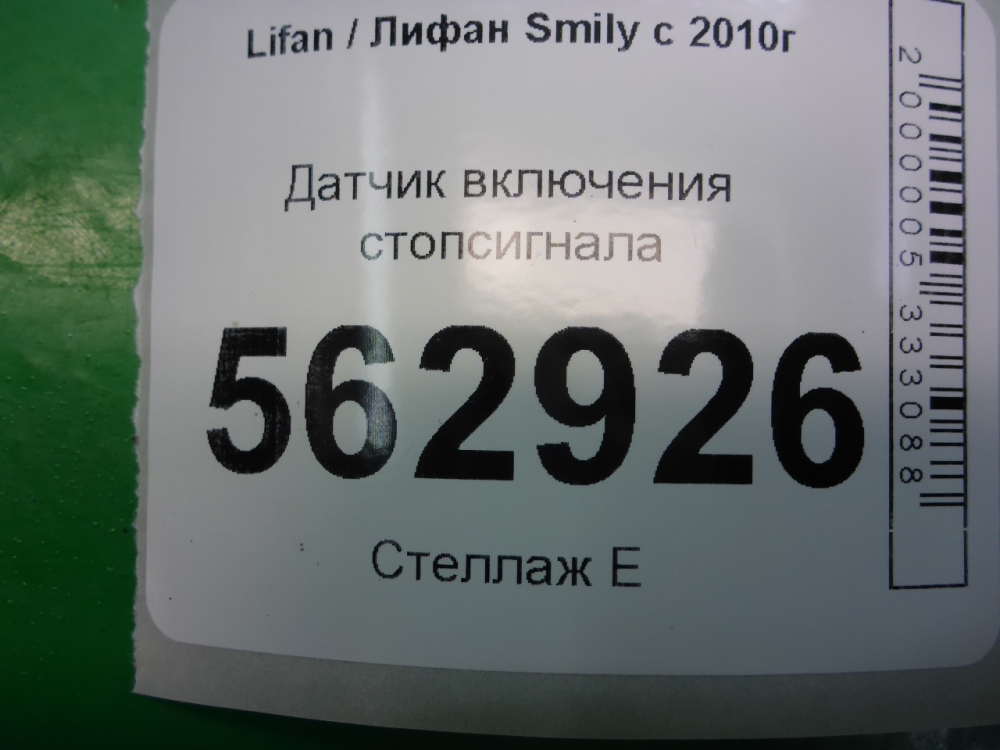 Lifan / Лифан Smily с 2010г
Датчик включения
стопсигнала
562926
Стеллаж Е
2000005333088